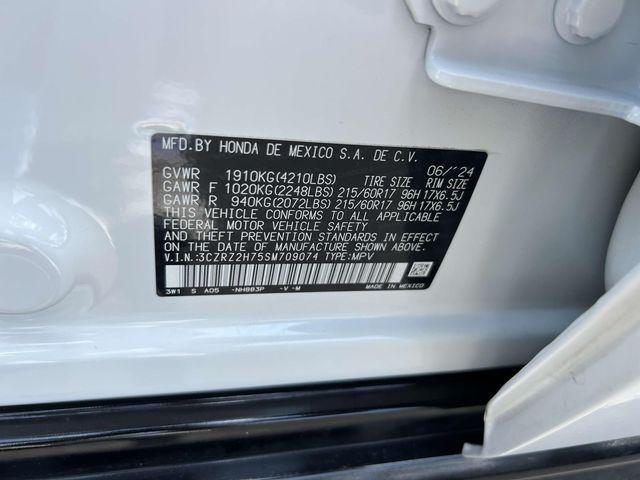 MFD.BY HONDA DE MEXICO S.A. DE C.V. 06/'24
GVWR 1910KG(4210LBS) TIRE SIZE RIM SIZE
GAWR F 1020KG(2248LBS) 215/60R17 96H 17X6.5J
GAWR R 940KG(2072LBS) 215/60R17 96H 17X6.5J
THIS VEHICLE CONFORMS TO ALL APPLICABLE
FEDERAL MOTOR VEHICLE SAFETY
AND THEFT PREVENTION STANDARDS IN EFFECT
ON THE DATE OF MANUFACTURE SHOWN ABOVE.
V.I.N.:3CZRZ2H75SM709074 TYPE:MPV
3W1 S A05 -NH883P -V -M MADE IN MEXICO